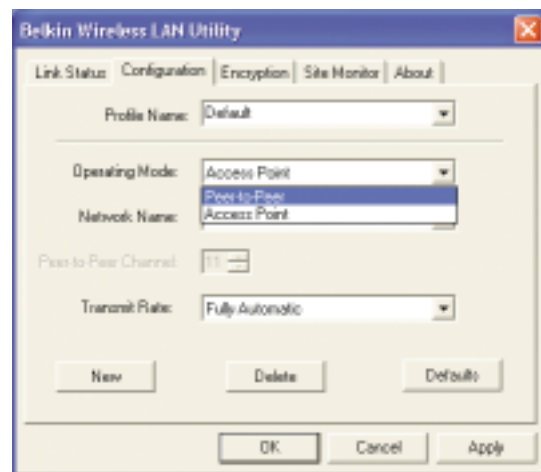 Belkin Wireless LAN Utility
Link Status Configuration Encryption Site Monitor About
Profile Name: Default
Operating Mode: Access Point
Peer-to-Peer
Access Point
Network Name:
Peer-to-Peer Channel: 11
Transmit Rate: Fully Automatic
New Delete Defaults
OK Cancel Apply